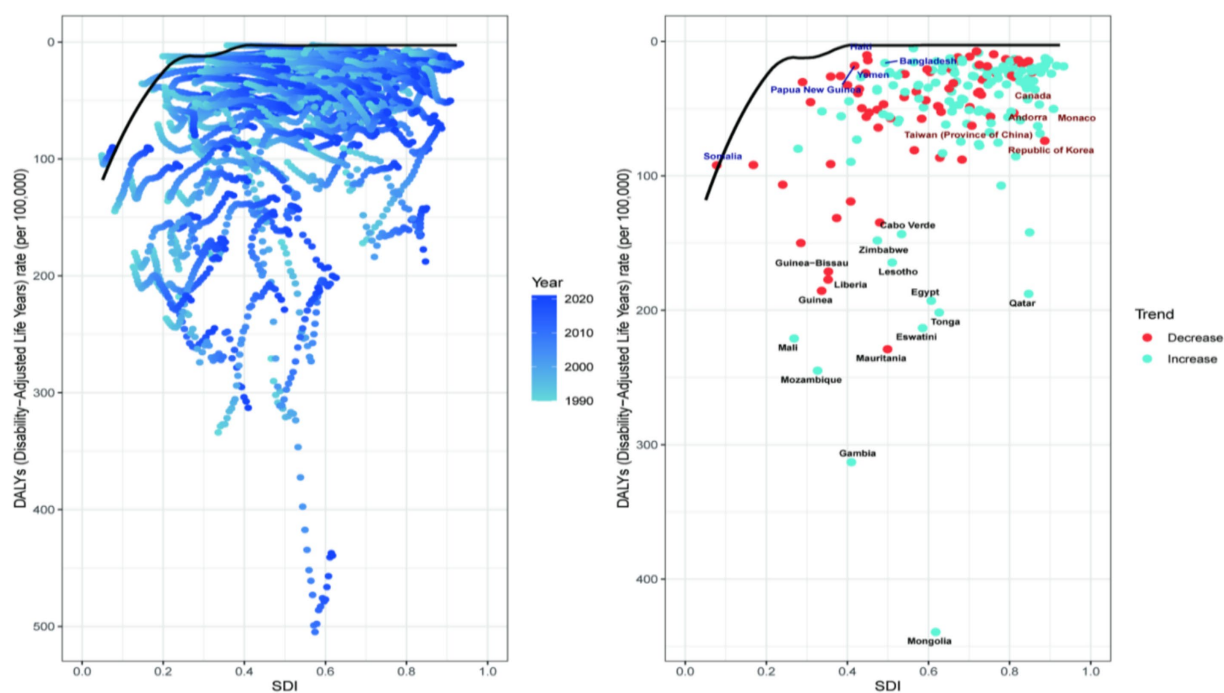 DALYs (Disability−Adjusted Life Years) rate (per 100,000)
0
100
200
300
400
500
0.0
0.2
0.4
0.6
0.8
1.0
SDI
Year
2020
2010
2000
1990
DALYs (Disability−Adjusted Life Years) rate (per 100,000)
0
100
200
300
400
0.0
0.2
0.4
0.6
0.8
1.0
SDI
Haiti
Bangladesh
Yemen
Papua New Guinea
Canada
Andorra
Monaco
Taiwan (Province of China)
Republic of Korea
Somalia
Cabo Verde
Zimbabwe
Guinea−Bissau
Lesotho
Liberia
Guinea
Egypt
Qatar
Tonga
Eswatini
Mali
Mauritania
Mozambique
Gambia
Mongolia
Trend
Decrease
Increase